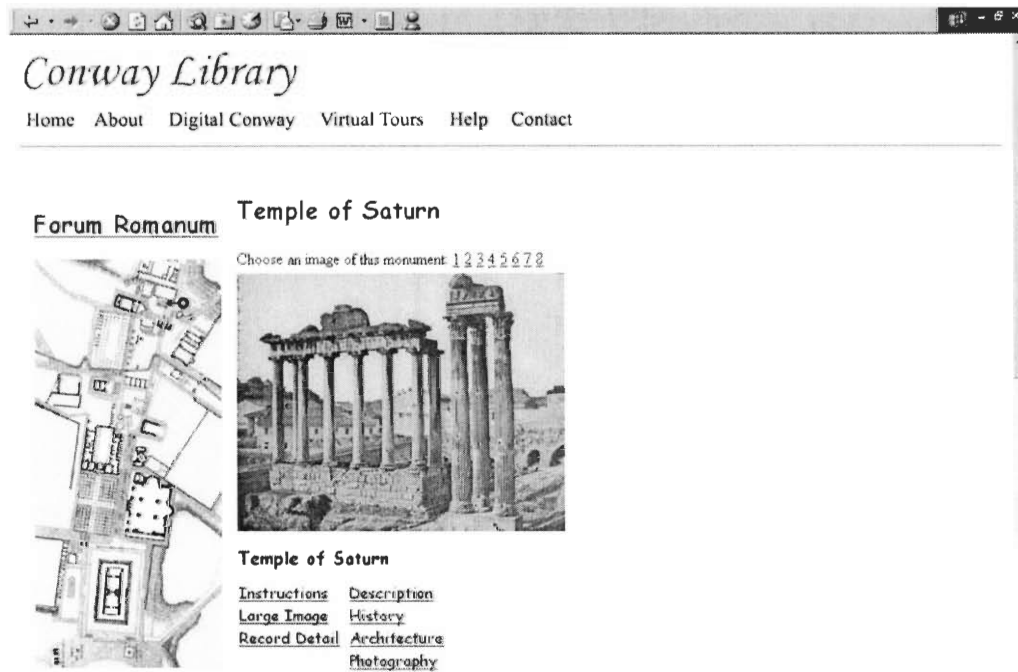 Conway Library
Home About Digital Conway Virtual Tours Help Contact
Forum Romanum
Temple of Saturn
Choose an image of this monument: 1 2 3 4 5 6 7 8
Temple of Saturn
Instructions Description
Large Image History
Record Detail Architecture
Photography